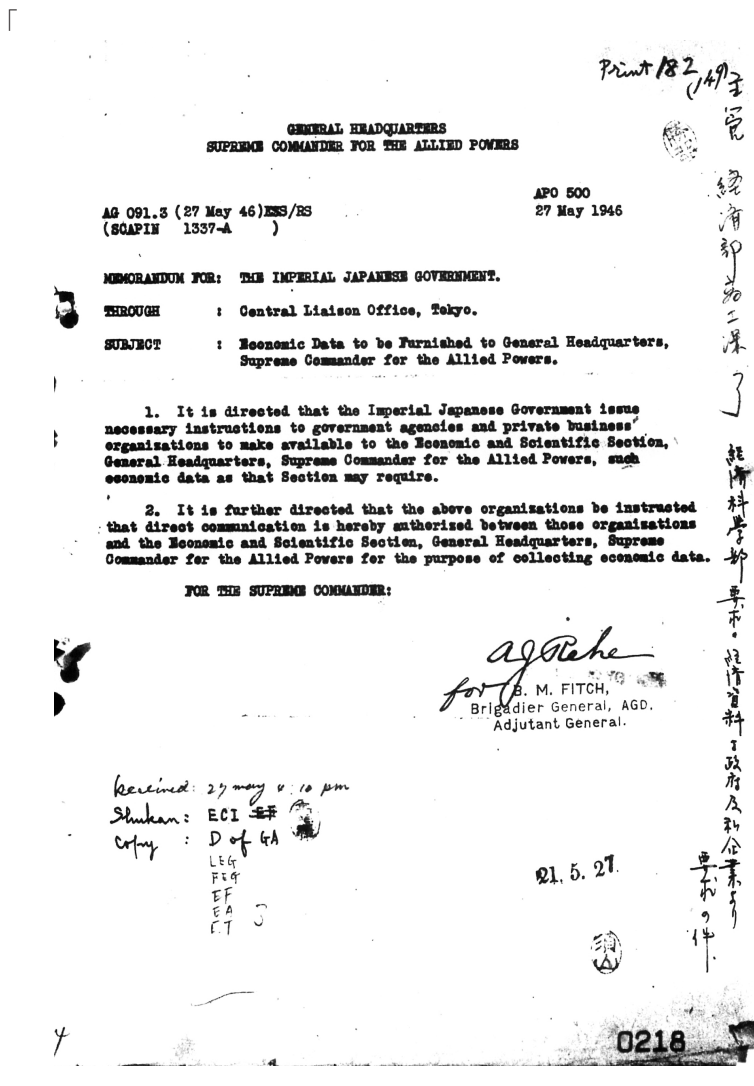 Print 182
(149)
GENERAL HEADQUARTERS
SUPREME COMMANDER FOR THE ALLIED POWERS
APO 500
AG 091.3 (27 May 46)ESS/RS 27 May 1946
(SCAPIN 1337-A )
MEMORANDUM FOR: THE IMPERIAL JAPANESE GOVERNMENT.
THROUGH : Central Liaison Office, Tokyo.
SUBJECT : Economic Data to be Furnished to General Headquarters,
Supreme Commander for the Allied Powers.
1. It is directed that the Imperial Japanese Government issue
necessary instructions to government agencies and private business
organizations to make available to the Economic and Scientific Section,
General Headquarters, Supreme Commander for the Allied Powers, such
economic data as that Section may require.
2. It is further directed that the above organizations be instructed
that direct communication is hereby authorized between those organizations
and the Economic and Scientific Section, General Headquarters, Supreme
Commander for the Allied Powers for the purpose of collecting economic data.
FOR THE SUPREME COMMANDER:
for B. M. FITCH,
Brigadier General, AGD,
Adjutant General.
Received: 27 may 4:10 pm
Shukan: ECI EF
Copy : D of GA
LEG
FEG
EF
EA
21.5.27.
主管 経済部
経済科学部要求の経済資料を政府及私企業より
要求の件
0218